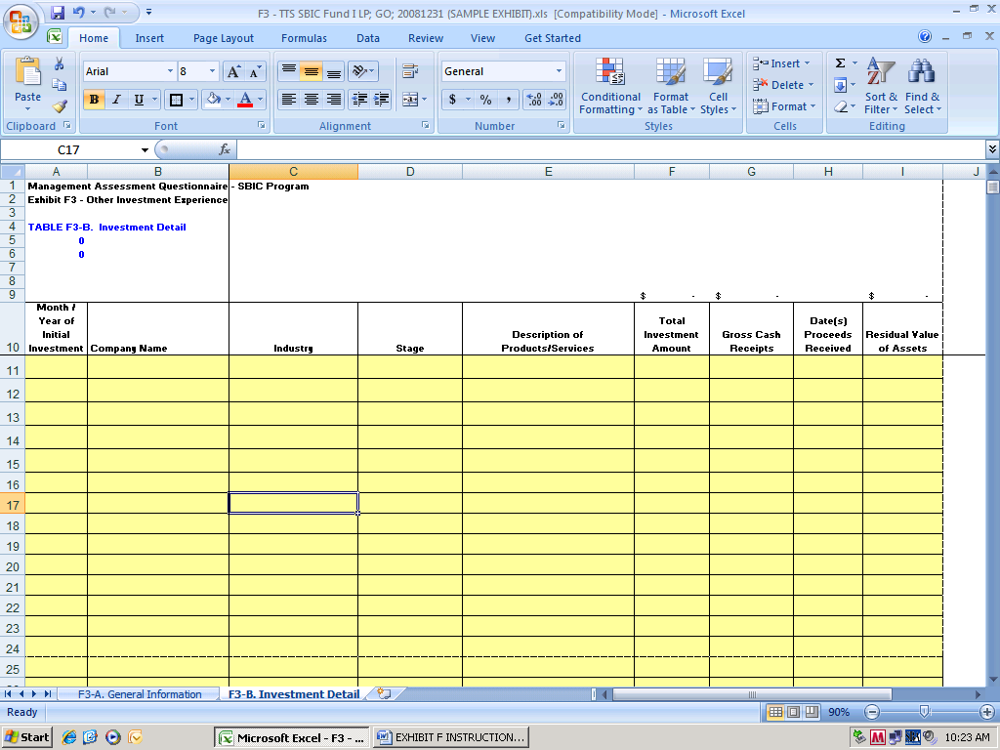 F3 - TTS SBIC Fund I LP; GO; 20081231 (SAMPLE EXHIBIT).xls [Compatibility Mode] - Microsoft Excel
Home Insert Page Layout Formulas Data Review View Get Started
Paste
Arial 8
General
Conditional Formatting
Format as Table
Cell Styles
Insert
Delete
Format
Sort & Filter
Find & Select
B I U
$ % ,
Clipboard Font Alignment Number Styles Cells Editing
C17 fx
A B C D E F G H I J
1 Management Assessment Questionnaire - SBIC Program
2 Exhibit F3 - Other Investment Experience
3
4 TABLE F3-B. Investment Detail
5 0
6 0
7
8
9 $ - $ - $ -
10 Month / Year of Initial Investment Company Name Industry Stage Description of Products/Services Total Investment Amount Gross Cash Receipts Date(s) Proceeds Received Residual Value of Assets
11
12
13
14
15
16
17
18
19
20
21
22
23
24
25
F3-A. General Information F3-B. Investment Detail
Ready 90%
Start Microsoft Excel - F3 - ... EXHIBIT F INSTRUCTION... 10:23 AM